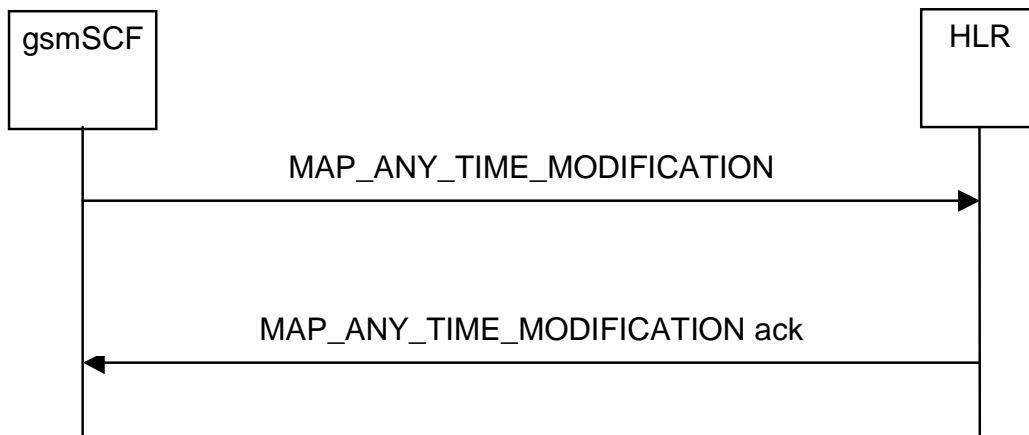 gsmSCF
HLR
MAP_ANY_TIME_MODIFICATION
MAP_ANY_TIME_MODIFICATION ack